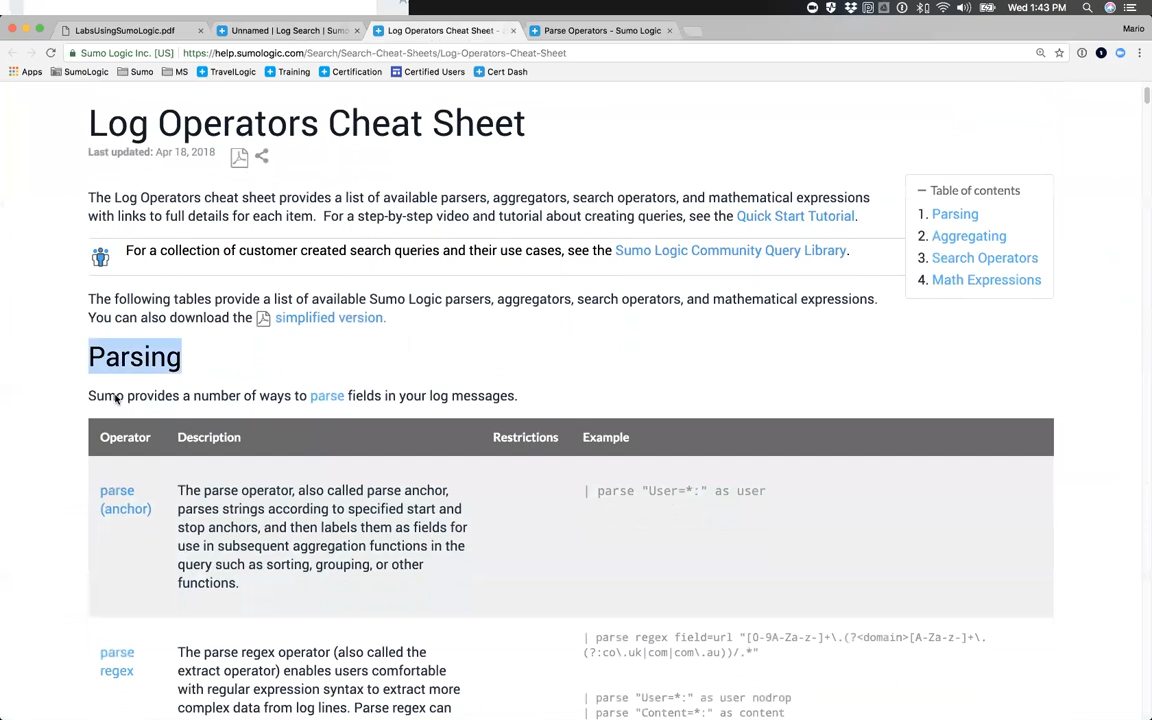 Wed 1:43 PM
LabsUsingSumoLogic.pdf
Unnamed | Log Search | Sumo
Log Operators Cheat Sheet -
Parse Operators - Sumo Logic
Mario
Sumo Logic Inc. [US]
https://help.sumologic.com/Search/Search-Cheat-Sheets/Log-Operators-Cheat-Sheet
Apps
SumoLogic
Sumo
MS
TravelLogic
Training
Certification
Certified Users
Cert Dash
Log Operators Cheat Sheet
Last updated: Apr 18, 2018
The Log Operators cheat sheet provides a list of available parsers, aggregators, search operators, and mathematical expressions
with links to full details for each item. For a step-by-step video and tutorial about creating queries, see the Quick Start Tutorial.
For a collection of customer created search queries and their use cases, see the Sumo Logic Community Query Library.
Table of contents
1. Parsing
2. Aggregating
3. Search Operators
4. Math Expressions
The following tables provide a list of available Sumo Logic parsers, aggregators, search operators, and mathematical expressions.
You can also download the simplified version.
Parsing
Sumo provides a number of ways to parse fields in your log messages.
Operator
Description
Restrictions
Example
parse
(anchor)
The parse operator, also called parse anchor,
parses strings according to specified start and
stop anchors, and then labels them as fields for
use in subsequent aggregation functions in the
query such as sorting, grouping, or other
functions.
| parse "User=*:" as user
parse
regex
The parse regex operator (also called the
extract operator) enables users comfortable
with regular expression syntax to extract more
complex data from log lines. Parse regex can
| parse regex field=url "[0-9A-Za-z-]+\.(?<domain>[A-Za-z-]+\.
(?:co\.uk|com|com\.au))/.*"
| parse "User=*:" as user nodrop
| parse "Content=*:" as content